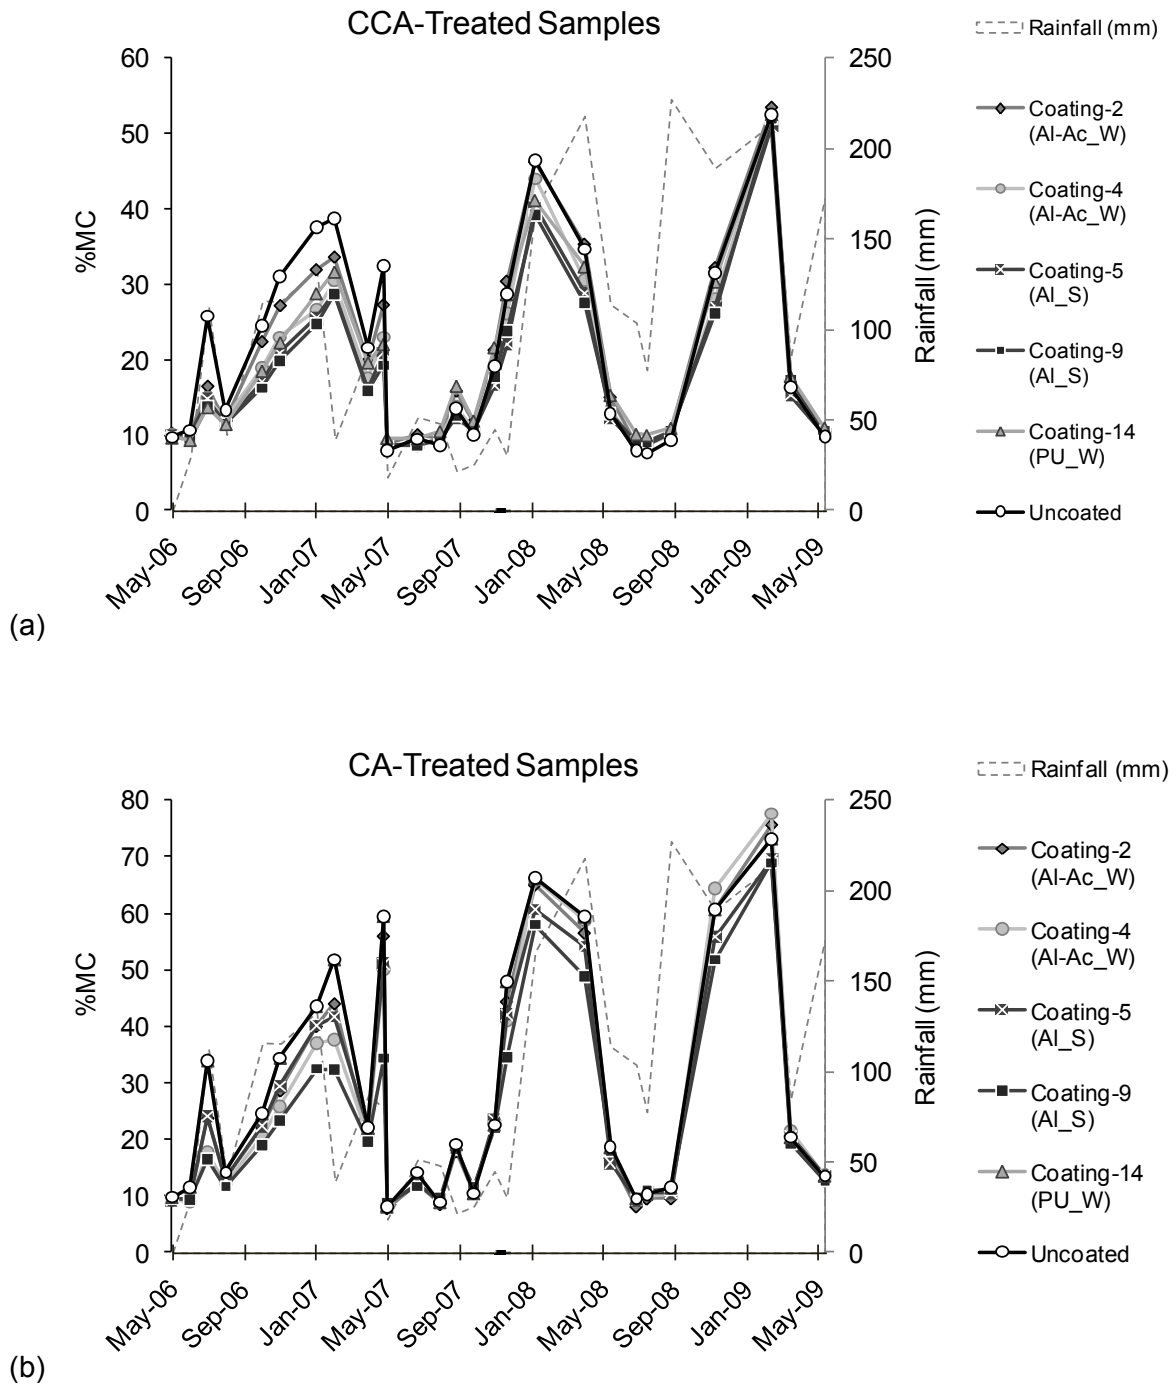 CCA-Treated Samples
60
50
40
30
20
10
0
%MC
250
200
150
100
50
0
Rainfall (mm)
May-06
Sep-06
Jan-07
May-07
Sep-07
Jan-08
May-08
Sep-08
Jan-09
May-09
Rainfall (mm)
Coating-2
(Al-Ac_W)
Coating-4
(Al-Ac_W)
Coating-5
(Al_S)
Coating-9
(Al_S)
Coating-14
(PU_W)
Uncoated
(a)
CA-Treated Samples
80
70
60
50
40
30
20
10
0
%MC
250
200
150
100
50
0
Rainfall (mm)
May-06
Sep-06
Jan-07
May-07
Sep-07
Jan-08
May-08
Sep-08
Jan-09
May-09
Rainfall (mm)
Coating-2
(Al-Ac_W)
Coating-4
(Al-Ac_W)
Coating-5
(Al_S)
Coating-9
(Al_S)
Coating-14
(PU_W)
Uncoated
(b)